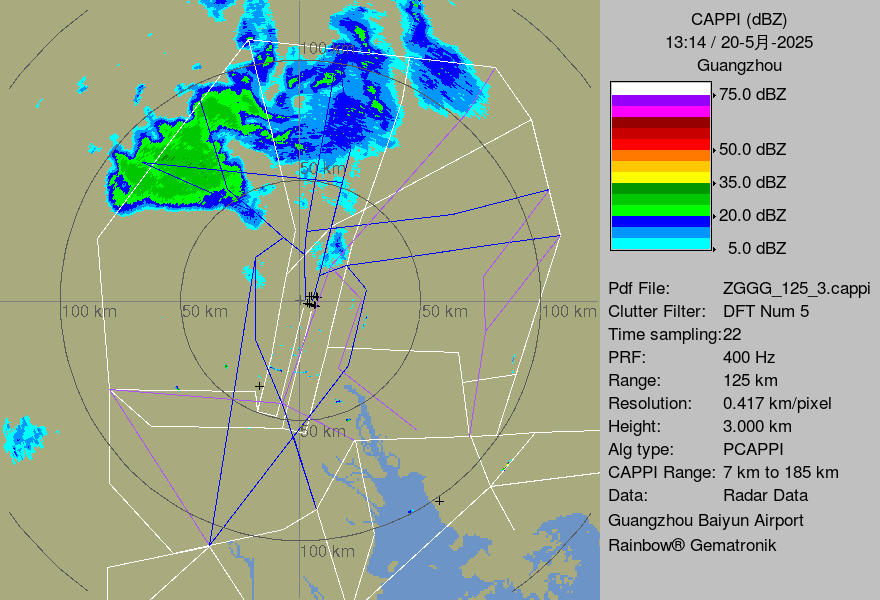 CAPPI (dBZ)
13:14 / 20-5月-2025
Guangzhou
75.0 dBZ
50.0 dBZ
35.0 dBZ
20.0 dBZ
5.0 dBZ
Pdf File: ZGGG_125_3.cappi
Clutter Filter: DFT Num 5
Time sampling:22
PRF: 400 Hz
Range: 125 km
Resolution: 0.417 km/pixel
Height: 3.000 km
Alg type: PCAPPI
CAPPI Range: 7 km to 185 km
Data: Radar Data
Guangzhou Baiyun Airport
Rainbow® Gematronik
100 km
50 km
100 km
50 km
50 km
100 km
50 km
100 km